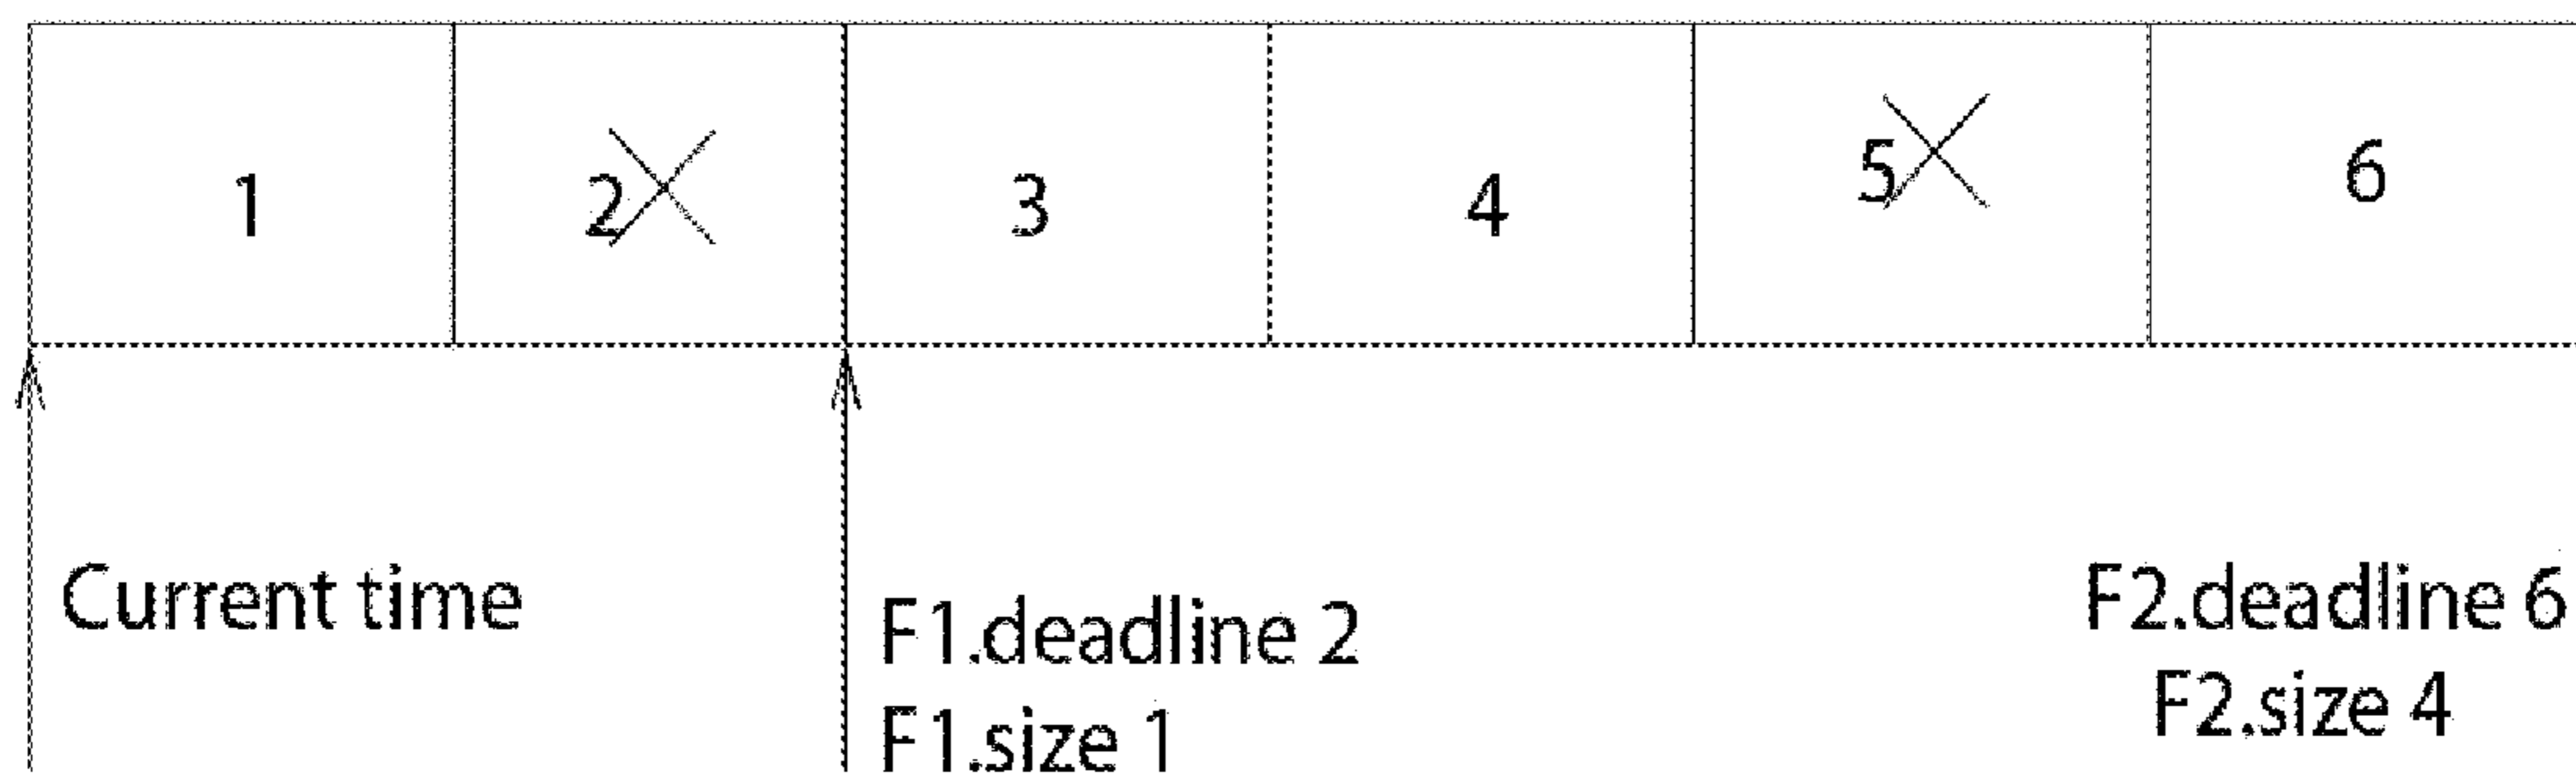 1 2 3 4 5 6
Current time
F1.deadline 2
F1.size 1
F2.deadline 6
F2.size 4